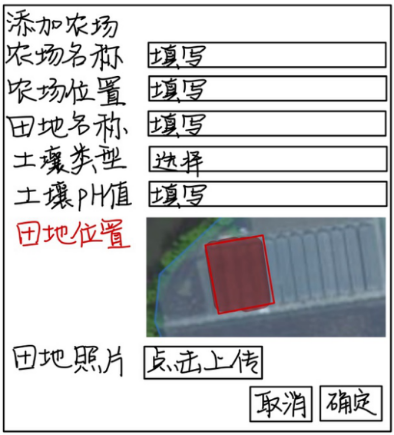 添加农场
农场名称 填写
农场位置 填写
田地名称 填写
土壤类型 选择
土壤pH值 填写
田地位置
田地照片 点击上传
取消 确定